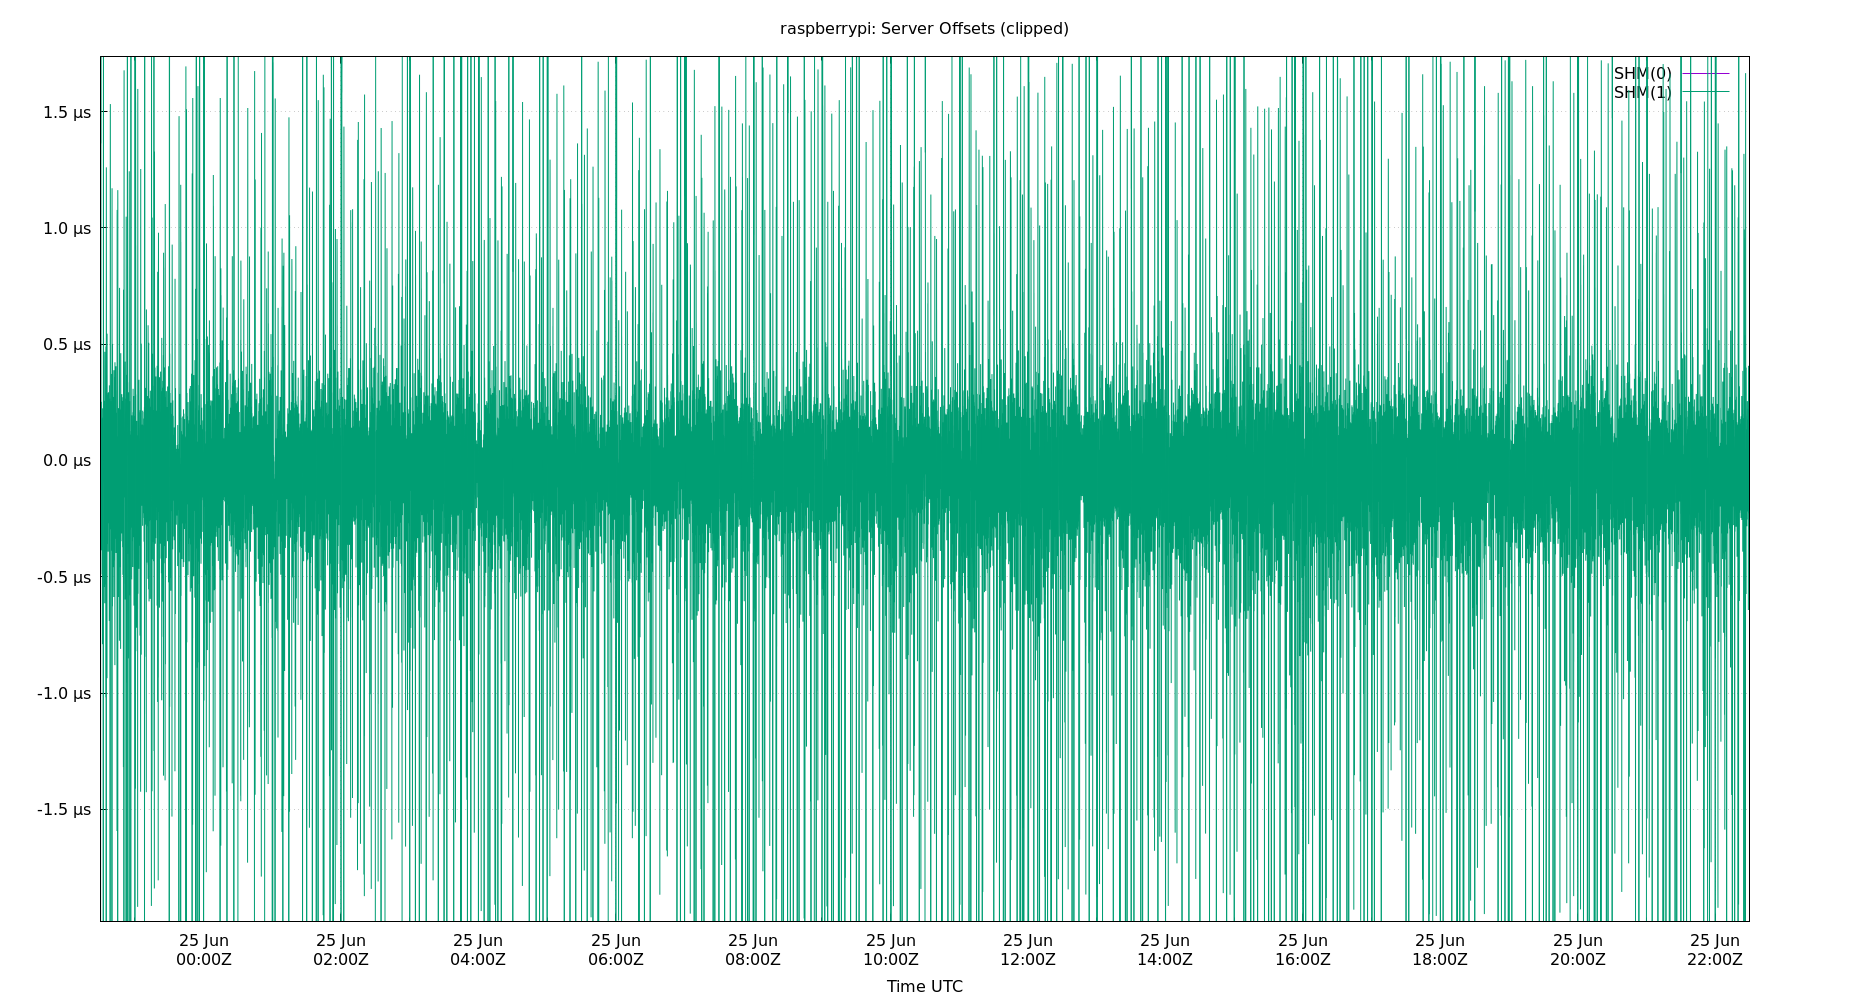 raspberrypi: Server Offsets (clipped)
SHM(0)
SHM(1)
1.5 µs
1.0 µs
0.5 µs
0.0 µs
-0.5 µs
-1.0 µs
-1.5 µs
25 Jun 25 Jun 25 Jun 25 Jun 25 Jun 25 Jun 25 Jun 25 Jun 25 Jun 25 Jun 25 Jun 25 Jun
00:00Z 02:00Z 04:00Z 06:00Z 08:00Z 10:00Z 12:00Z 14:00Z 16:00Z 18:00Z 20:00Z 22:00Z
Time UTC